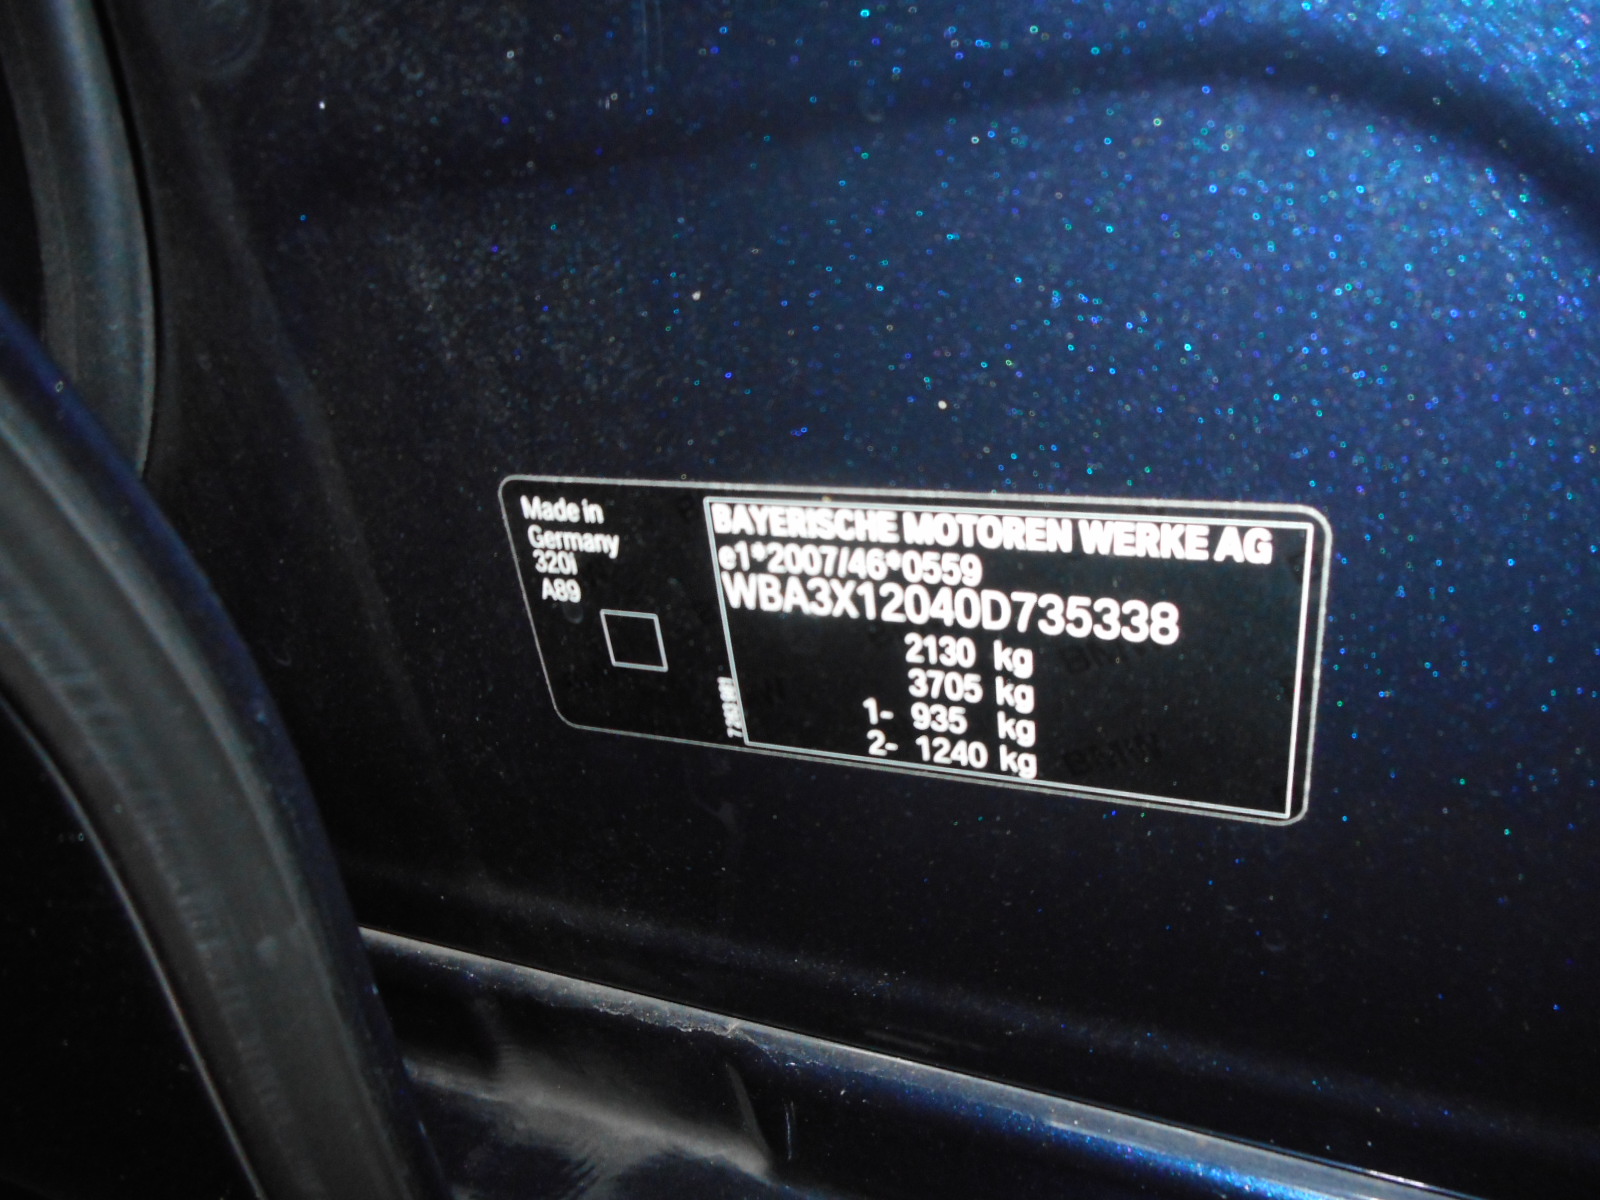 Made in
Germany
320i
A89
BAYERISCHE MOTOREN WERKE AG
e1*2007/46*0559
WBA3X12040D735338
2130 kg
3705 kg
1- 935 kg
2- 1240 kg